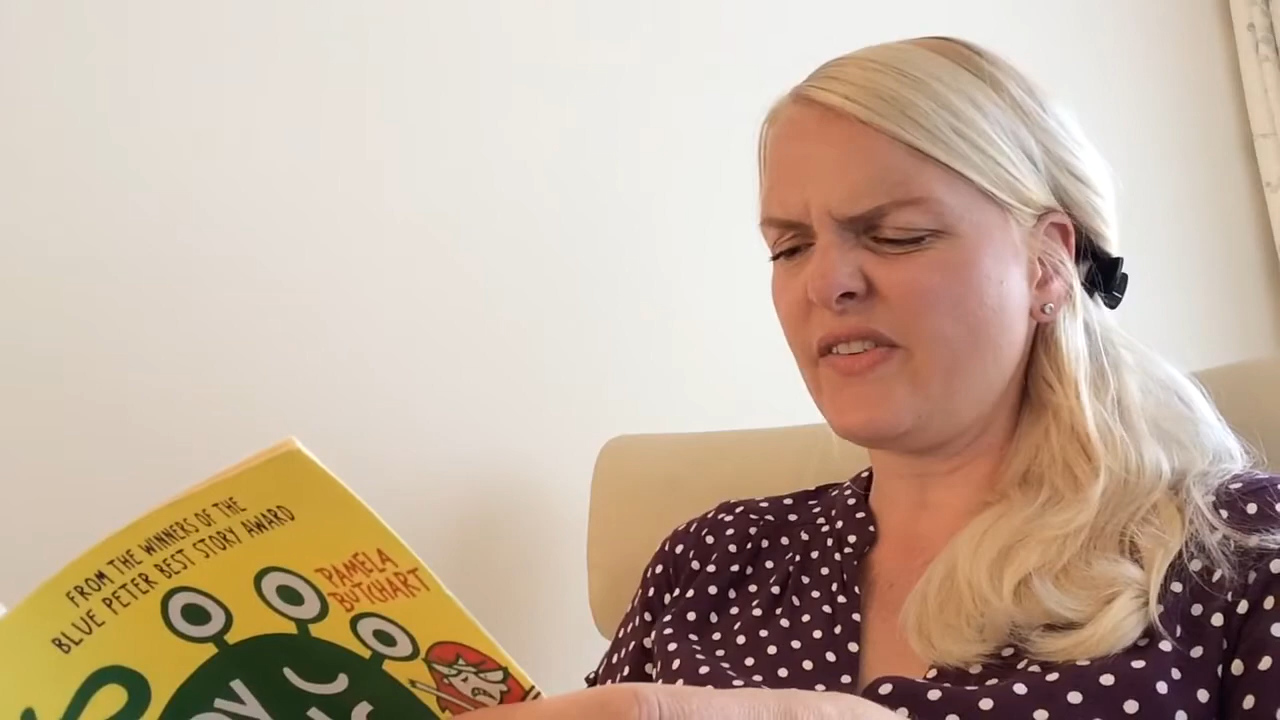 FROM THE WINNERS OF THE
BLUE PETER BEST STORY AWARD
PAMELA
BUTCHART